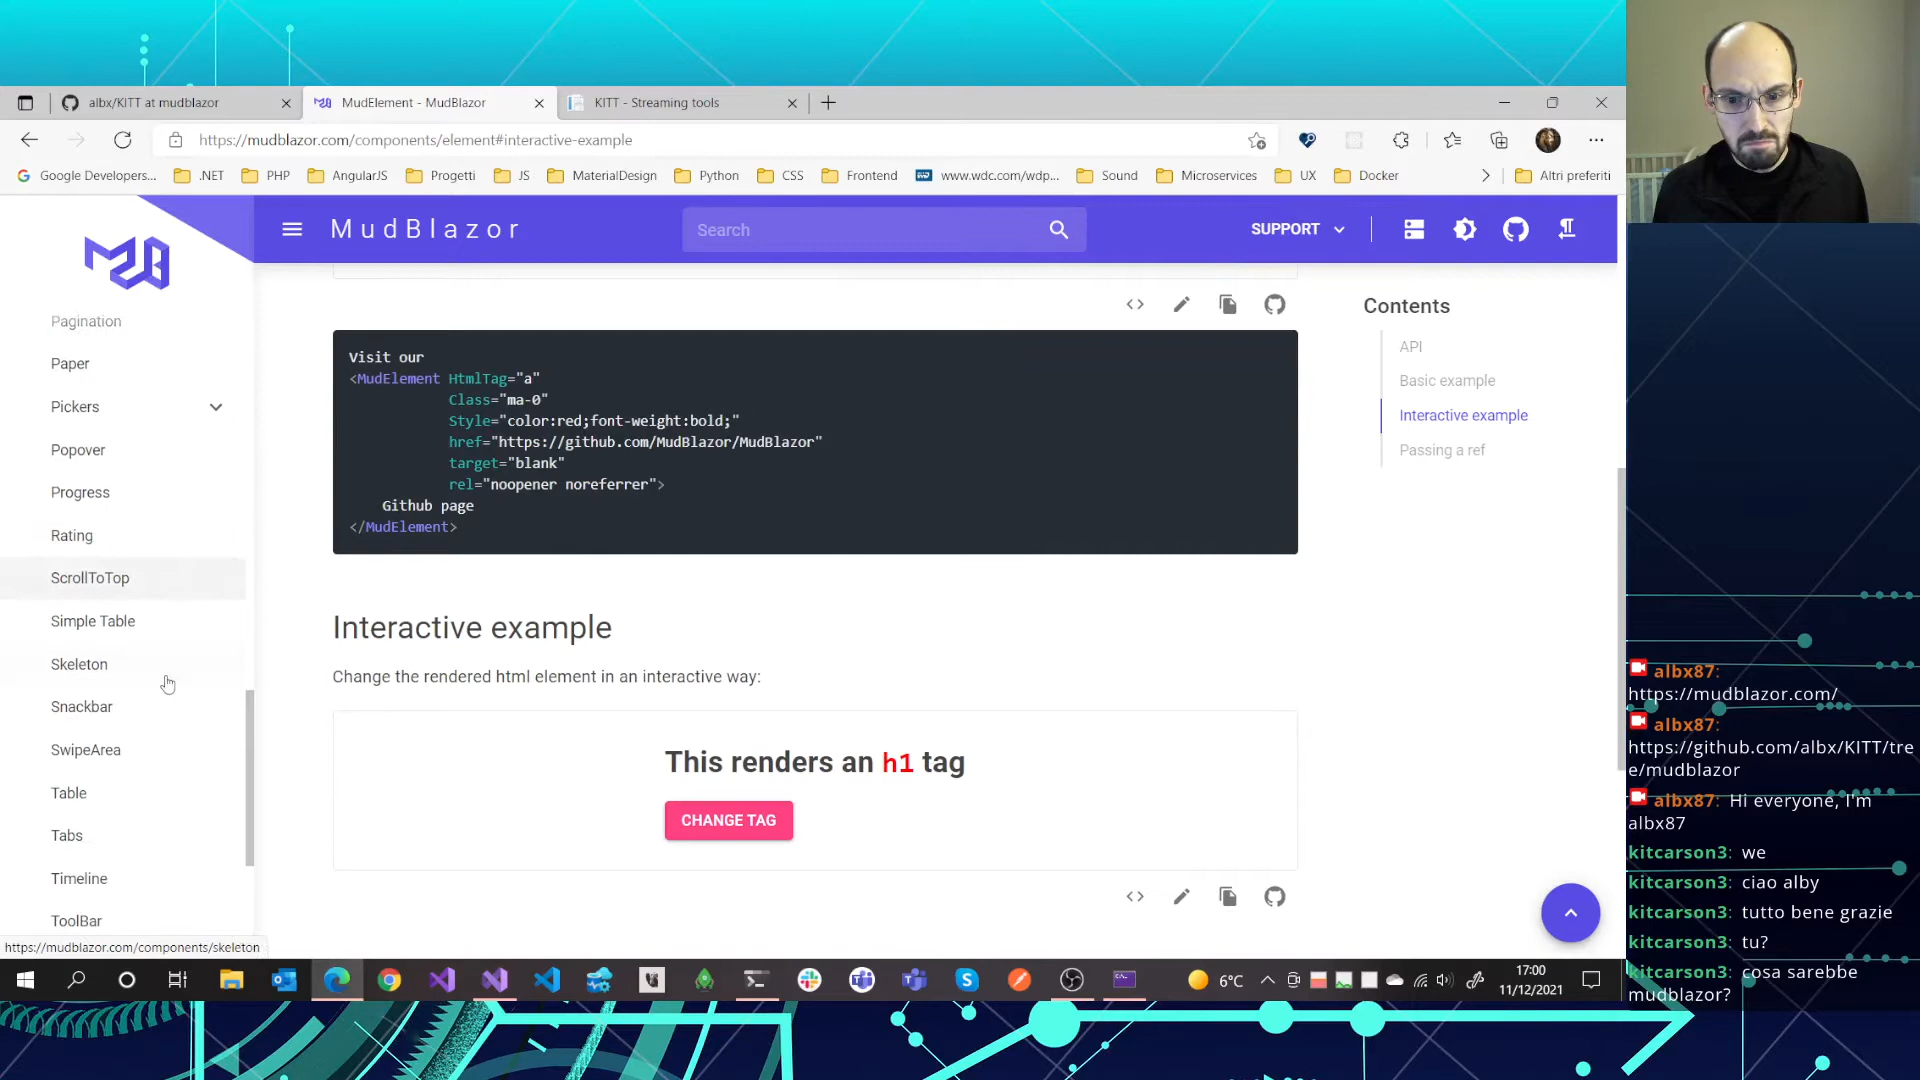 albx/KITT at mudblazor
MudElement - MudBlazor
KITT - Streaming tools
https://mudblazor.com/components/element#interactive-example
Google Developers...
.NET
PHP
AngularJS
Progetti
JS
MaterialDesign
Python
CSS
Frontend
www.wdc.com/wdp...
Sound
Microservices
UX
Docker
Altri preferiti
MudBlazor
Search
SUPPORT
Pagination
Paper
Pickers
Popover
Progress
Rating
ScrollToTop
Simple Table
Skeleton
Snackbar
SwipeArea
Table
Tabs
Timeline
ToolBar
https://mudblazor.com/components/skeleton
Visit our
<MudElement HtmlTag="a"
Class="ma-0"
Style="color:red;font-weight:bold;"
href="https://github.com/MudBlazor/MudBlazor"
target="blank"
rel="noopener noreferrer">
Github page
</MudElement>
Interactive example
Change the rendered html element in an interactive way:
This renders an h1 tag
CHANGE TAG
Contents
API
Basic example
Interactive example
Passing a ref
albx87:
https://mudblazor.com/
albx87:
https://github.com/albx/KITT/tre
e/mudblazor
albx87: Hi everyone, I'm
albx87
kitcarson3: we
kitcarson3: ciao alby
kitcarson3: tutto bene grazie
kitcarson3: tu?
kitcarson3: cosa sarebbe
mudblazor?
6°C
17:00
11/12/2021